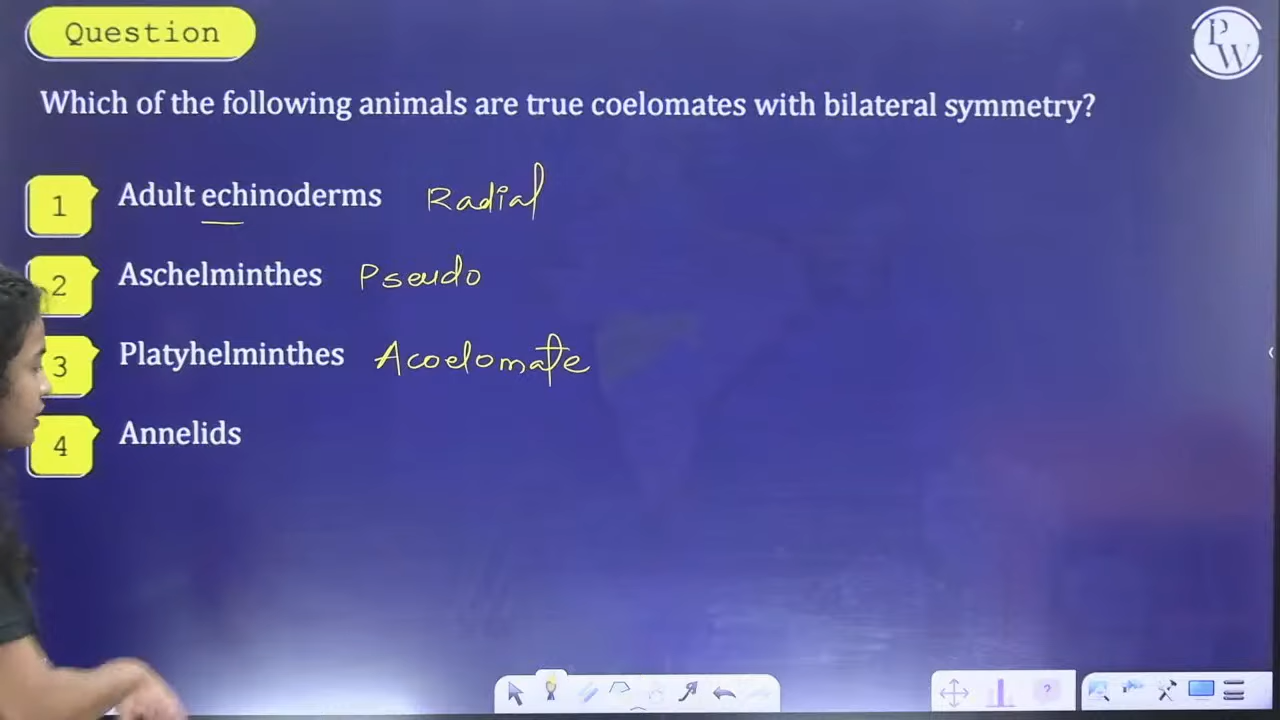 Question
PW
Which of the following animals are true coelomates with bilateral symmetry?
1 Adult echinoderms Radial
2 Aschelminthes Pseudo
3 Platyhelminthes Acoelomate
4 Annelids
?